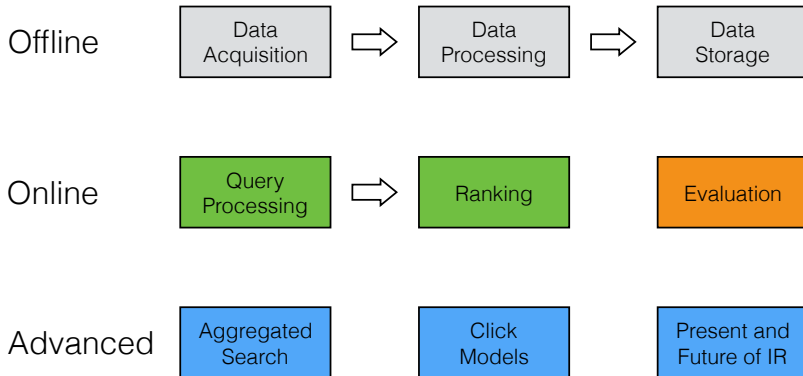 Offline
Data
Acquisition
Data
Processing
Data
Storage
Online
Query
Processing
Ranking
Evaluation
Advanced
Aggregated
Search
Click
Models
Present and
Future of IR